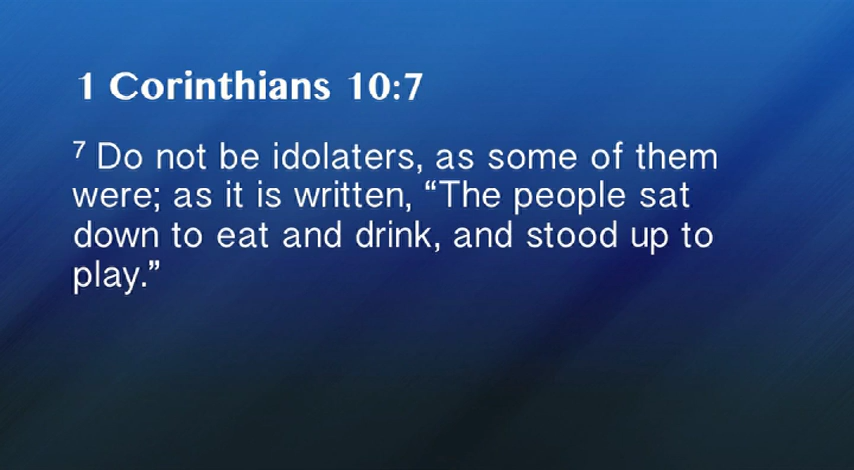 1 Corinthians 10:7
⁷ Do not be idolaters, as some of them
were; as it is written, “The people sat
down to eat and drink, and stood up to
play.”